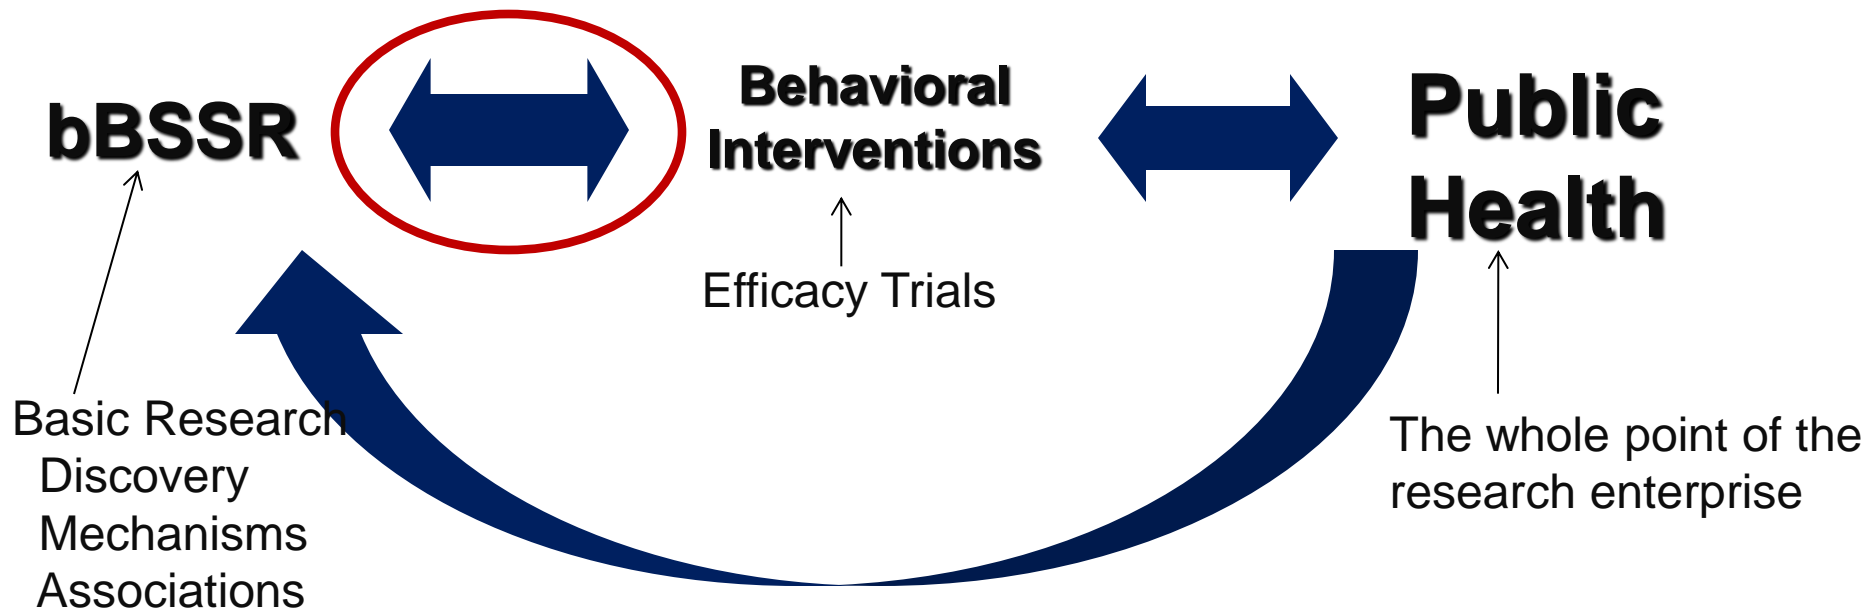 bBSSR
Behavioral
Interventions
Public
Health
Efficacy Trials
Basic Research
Discovery
Mechanisms
Associations
The whole point of the
research enterprise